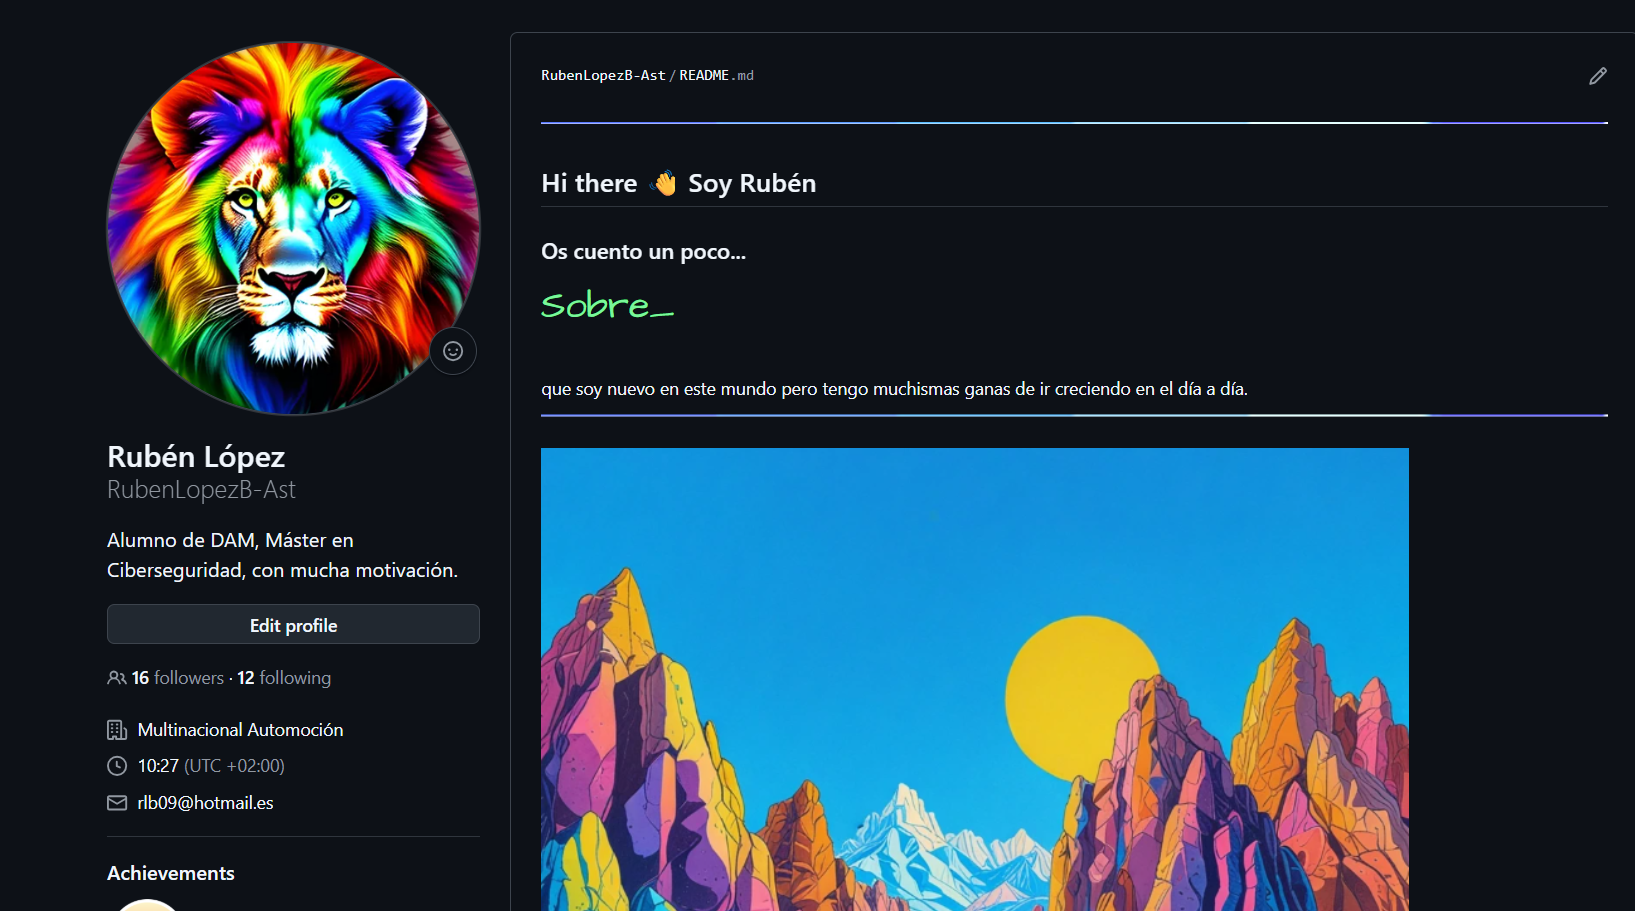 Rubén López
RubenLopezB-Ast
Alumno de DAM, Máster en
Ciberseguridad, con mucha motivación.
Edit profile
16 followers · 12 following
Multinacional Automoción
10:27 (UTC +02:00)
rlb09@hotmail.es
Achievements
RubenLopezB-Ast / README.md
Hi there 👋 Soy Rubén
Os cuento un poco...
Sobre_
que soy nuevo en este mundo pero tengo muchismas ganas de ir creciendo en el día a día.